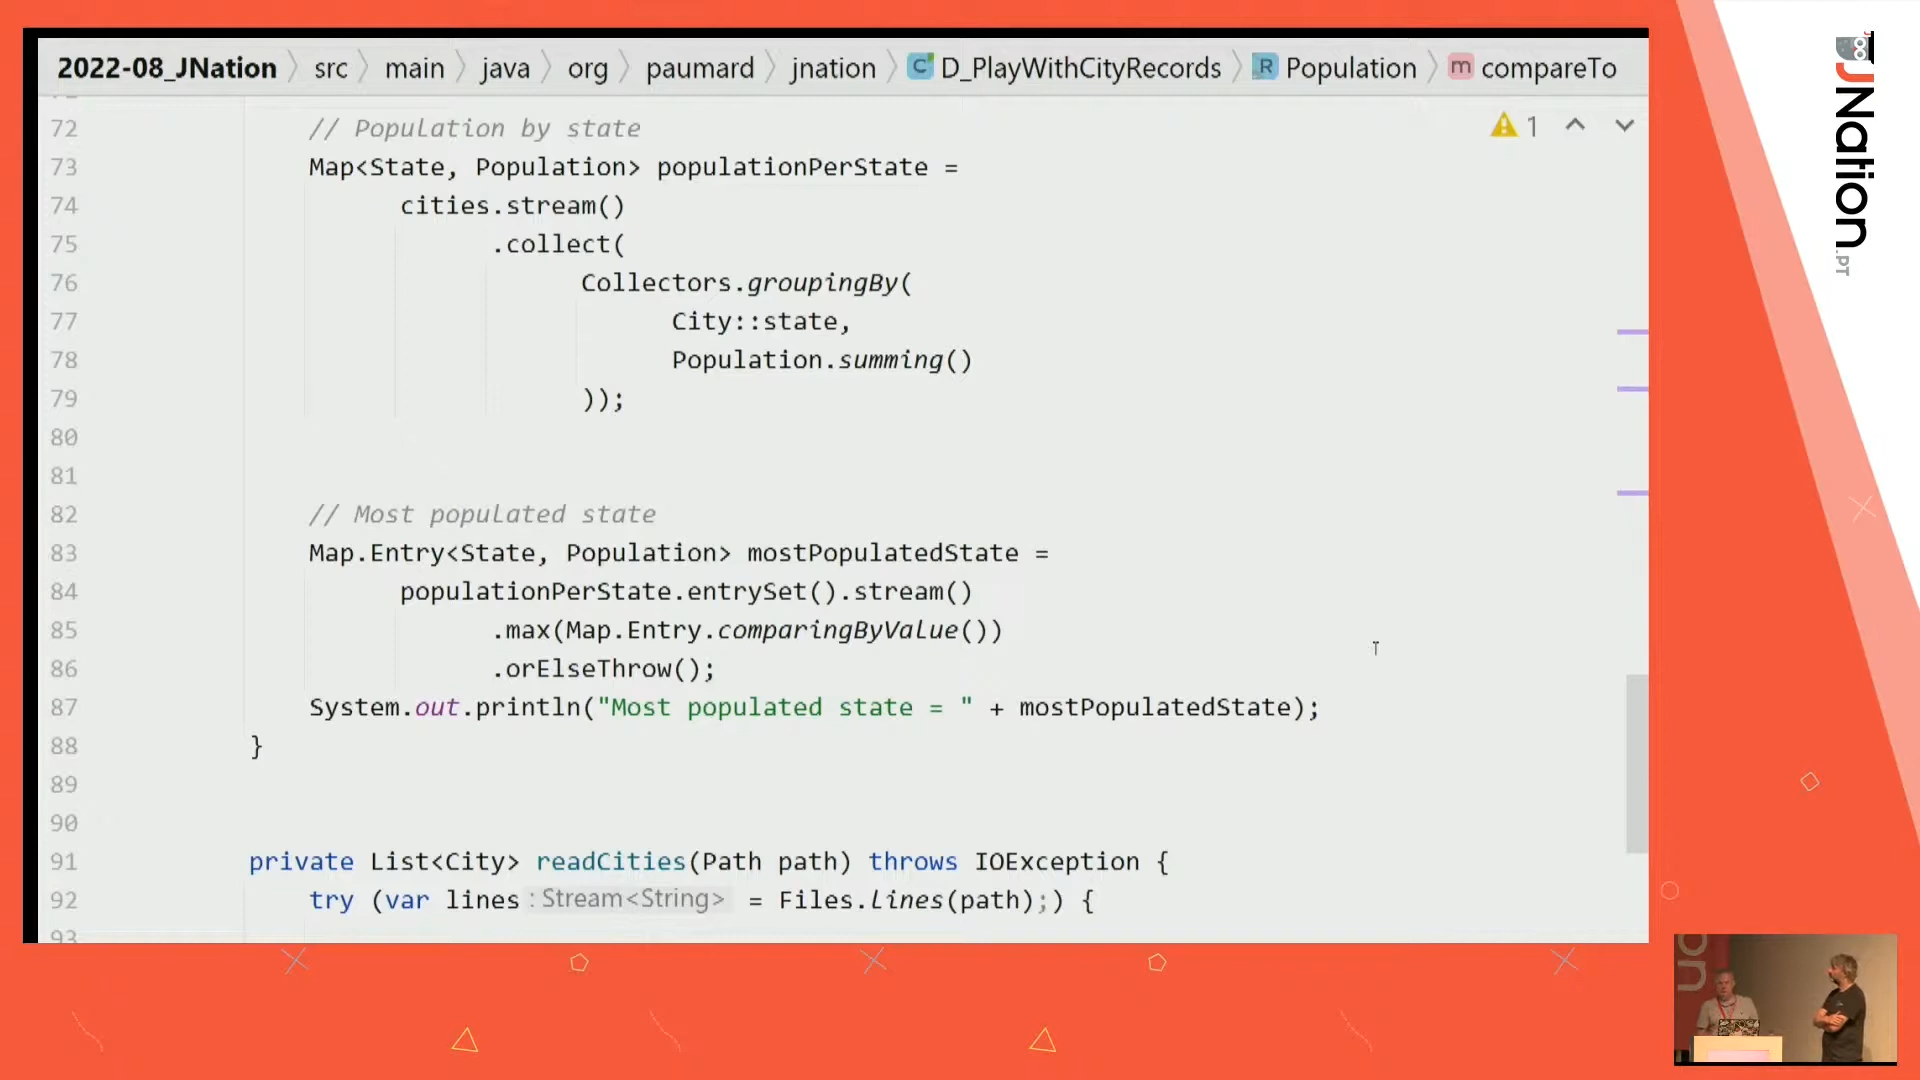 2022-08_JNation src main java org paumard jnation C D_PlayWithCityRecords R Population m compareTo
72 // Population by state
1
73 Map<State, Population> populationPerState =
74 cities.stream()
75 .collect(
76 Collectors.groupingBy(
77 City::state,
78 Population.summing()
79 ));
80
81
82 // Most populated state
83 Map.Entry<State, Population> mostPopulatedState =
84 populationPerState.entrySet().stream()
85 .max(Map.Entry.comparingByValue())
86 .orElseThrow();
87 System.out.println("Most populated state = " + mostPopulatedState);
88 }
89
90
91 private List<City> readCities(Path path) throws IOException {
92 try (var lines : Stream<String> = Files.lines(path);) {
93
JNation.PT
on